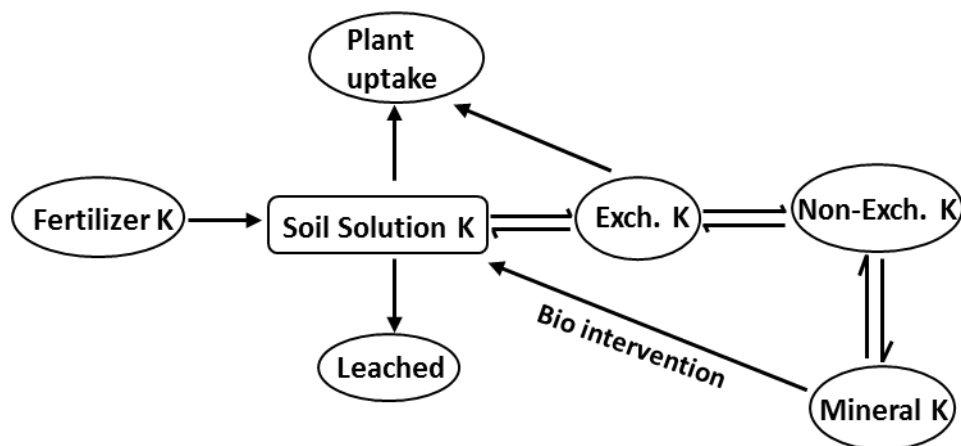 Plant
uptake
Fertilizer K
Soil Solution K
Exch. K
Non-Exch. K
Bio intervention
Leached
Mineral K